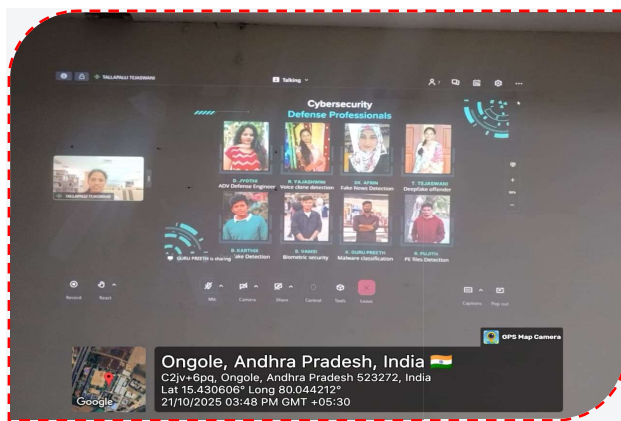 TALLAPALLI TEJASWANI
Talking
7
Cybersecurity
Defense Professionals
D. JYOTHI
ADV Defense Engineer
R. YAJASHWINI
Voice clone detection
SK. AFRIN
Fake News Detection
T. TEJASWANI
Deepfake offender
TALLAPALLI TEJASWANI
B. KARTHIK
ake Detection
S. VAMSI
Biometric security
K. GURU PREETH
Malware classification
R. PUJITH
PE files Detection
GURU PREETH is sharing
Record
React
Mic
Camera
Share
Control
Tools
Leave
Captions
Pop out
GPS Map Camera
Google
Ongole, Andhra Pradesh, India
C2jv+6pq, Ongole, Andhra Pradesh 523272, India
Lat 15.430606° Long 80.044212°
21/10/2025 03:48 PM GMT +05:30